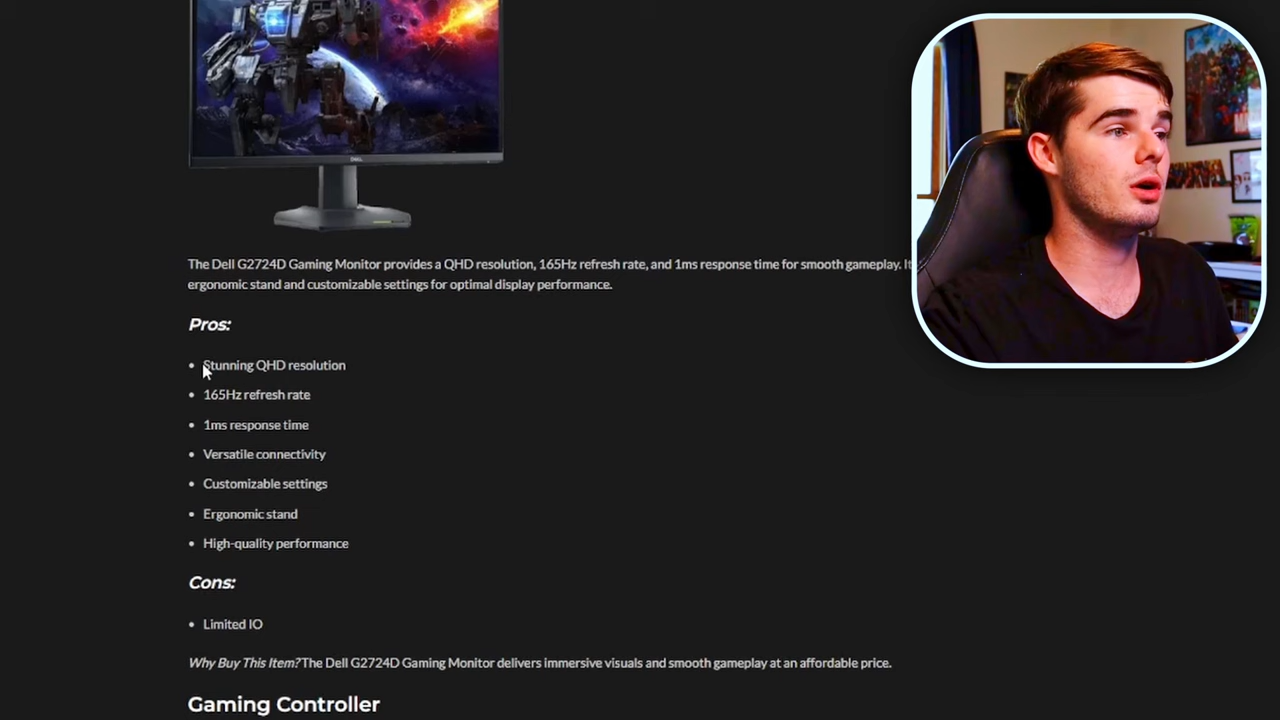 DELL
The Dell G2724D Gaming Monitor provides a QHD resolution, 165Hz refresh rate, and 1ms response time for smooth gameplay. It
ergonomic stand and customizable settings for optimal display performance.
Pros:
• Stunning QHD resolution
• 165Hz refresh rate
• 1ms response time
• Versatile connectivity
• Customizable settings
• Ergonomic stand
• High-quality performance
Cons:
• Limited IO
Why Buy This Item? The Dell G2724D Gaming Monitor delivers immersive visuals and smooth gameplay at an affordable price.
Gaming Controller